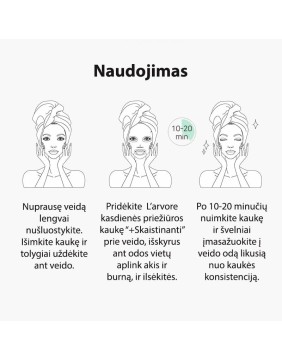 Naudojimas
10-20
min
Nuprausę veidą
lengvai
nušluostykite.
Išimkite kaukę ir
tolygiai uždėkite
ant veido.
Pridėkite L'arvore
kasdienės priežiūros
kaukę "+Skaistinanti"
prie veido, išskyrus
ant odos vietų
aplink akis ir
burną, ir ilsėkitės.
Po 10-20 minučių
nuimkite kaukę
ir švelniai
įmasažuokite į
veido odą likusią
nuo kaukės
konsistenciją.